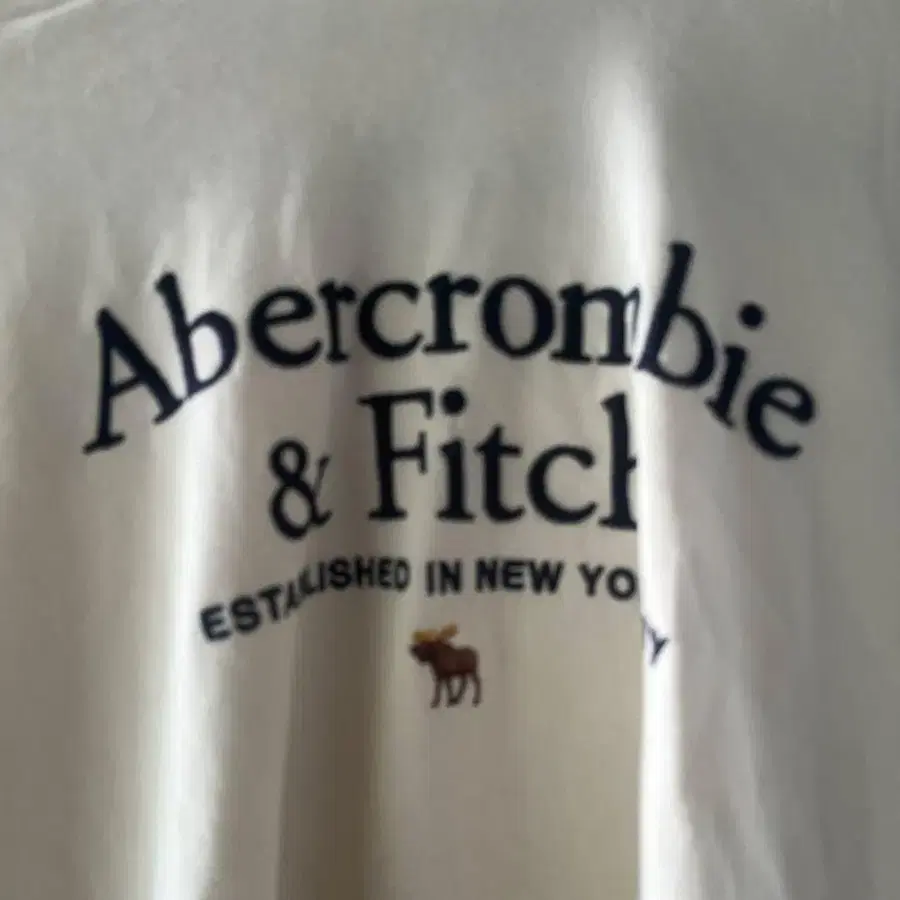 Abercrombie
& Fitch
ESTABLISHED IN NEW YO